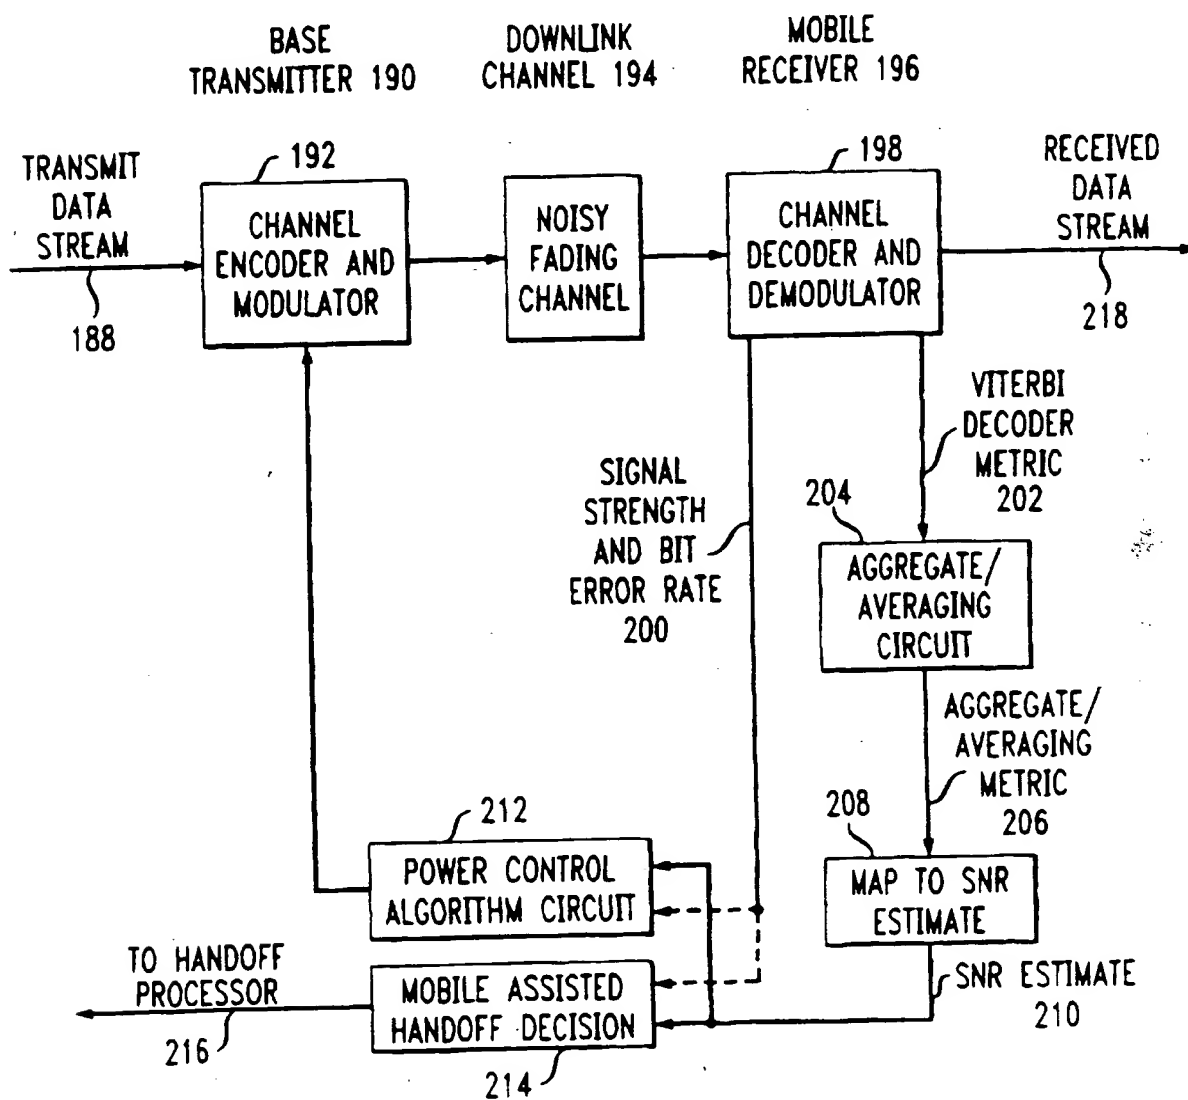 BASE
TRANSMITTER 190
DOWNLINK
CHANNEL 194
MOBILE
RECEIVER 196
TRANSMIT
DATA
STREAM
188
192
CHANNEL
ENCODER AND
MODULATOR
NOISY
FADING
CHANNEL
198
CHANNEL
DECODER AND
DEMODULATOR
RECEIVED
DATA
STREAM
218
VITERBI
DECODER
METRIC
202
SIGNAL
STRENGTH
AND BIT
ERROR RATE
200
204
AGGREGATE/
AVERAGING
CIRCUIT
AGGREGATE/
AVERAGING
METRIC
206
208
MAP TO SNR
ESTIMATE
SNR ESTIMATE
210
212
POWER CONTROL
ALGORITHM CIRCUIT
MOBILE ASSISTED
HANDOFF DECISION
214
TO HANDOFF
PROCESSOR
216